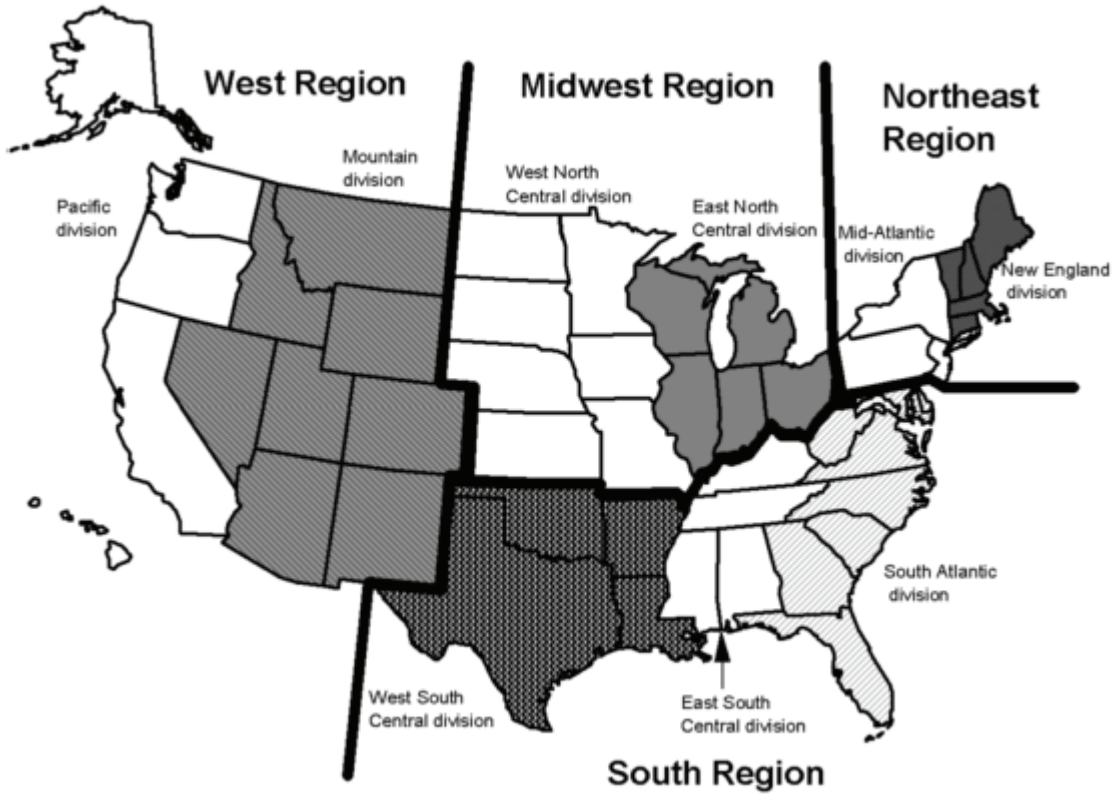 West Region
Midwest Region
Northeast
Region
Mountain
division
West North
Central division
Pacific
division
East North
Central division
Mid-Atlantic
division
New England
division
South Atlantic
division
West South
Central division
East South
Central division
South Region